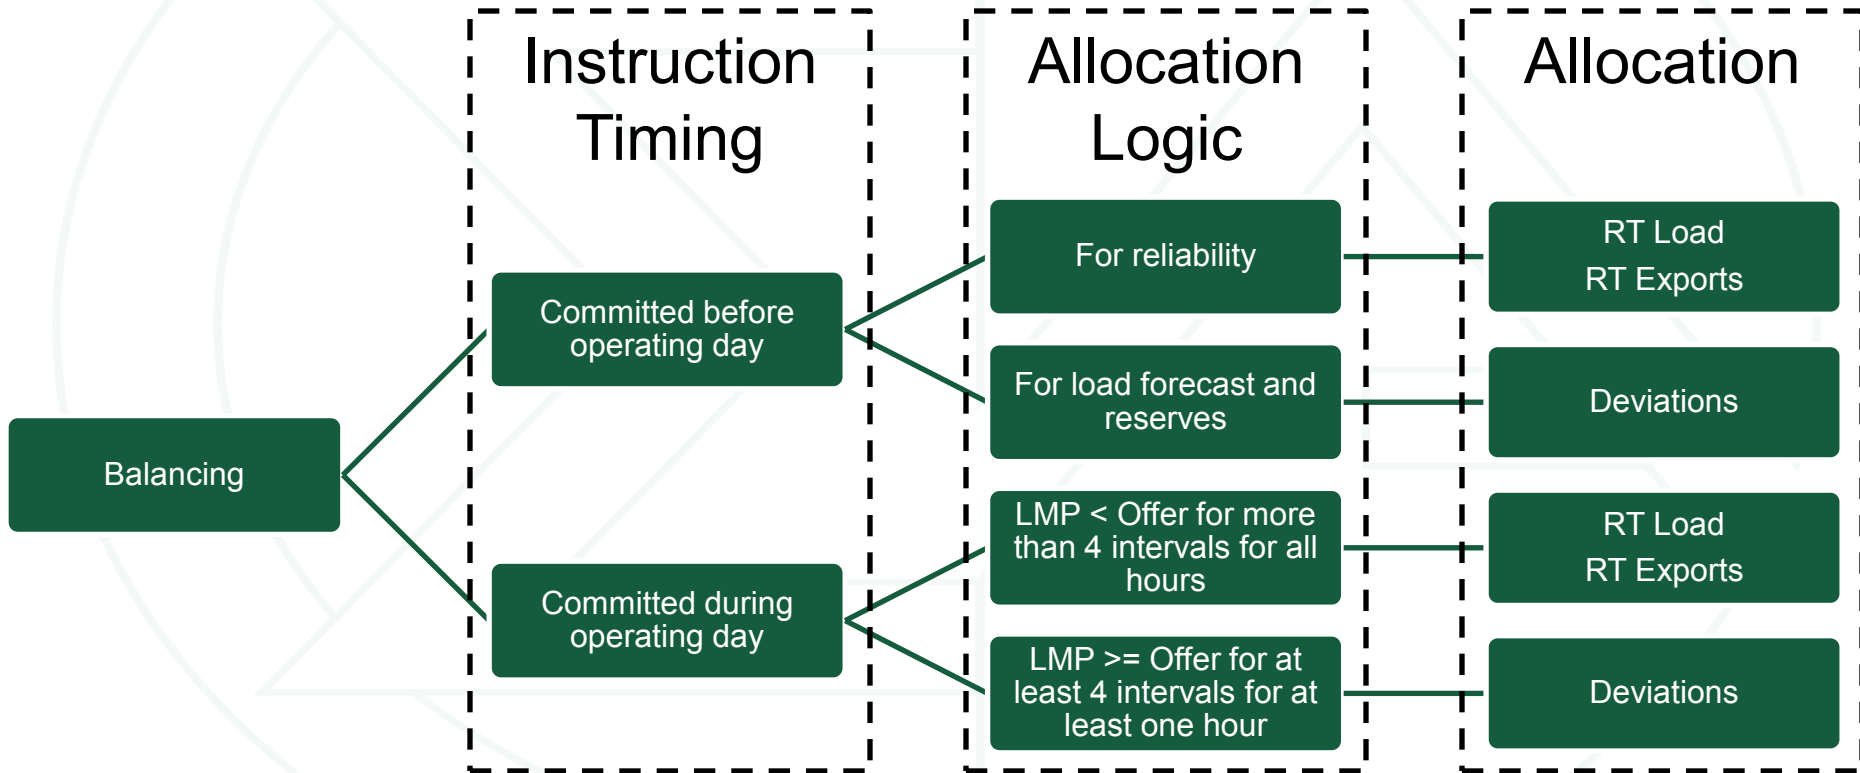 Instruction
Timing
Allocation
Logic
Allocation
Balancing
Committed before
operating day
Committed during
operating day
For reliability
For load forecast and
reserves
LMP < Offer for more
than 4 intervals for all
hours
LMP >= Offer for at
least 4 intervals for at
least one hour
RT Load
RT Exports
Deviations
RT Load
RT Exports
Deviations